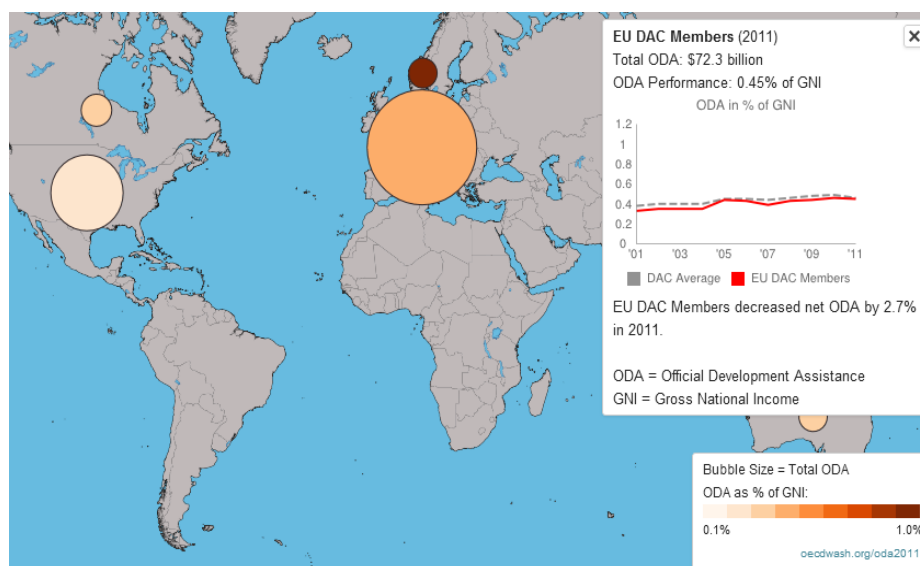 EU DAC Members (2011)
Total ODA: $72.3 billion
ODA Performance: 0.45% of GNI
ODA in % of GNI
1.2
1
0.8
0.6
0.4
0.2
0
'01 '03 '05 '07 '09 '11
DAC Average EU DAC Members
EU DAC Members decreased net ODA by 2.7%
in 2011.
ODA = Official Development Assistance
GNI = Gross National Income
Bubble Size = Total ODA
ODA as % of GNI:
0.1% 1.0%
oecdwash.org/oda2011